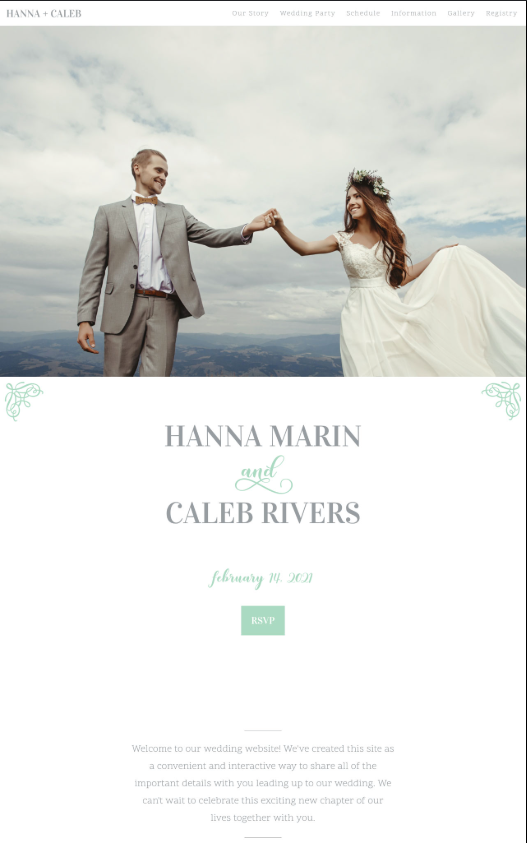 HANNA + CALEB
Our Story Wedding Party Schedule Information Gallery Registry
HANNA MARIN
and
CALEB RIVERS
february 14, 2021
RSVP
Welcome to our wedding website! We've created this site as
a convenient and interactive way to share all of the
important details with you leading up to our wedding. We
can't wait to celebrate this exciting new chapter of our
lives together with you.